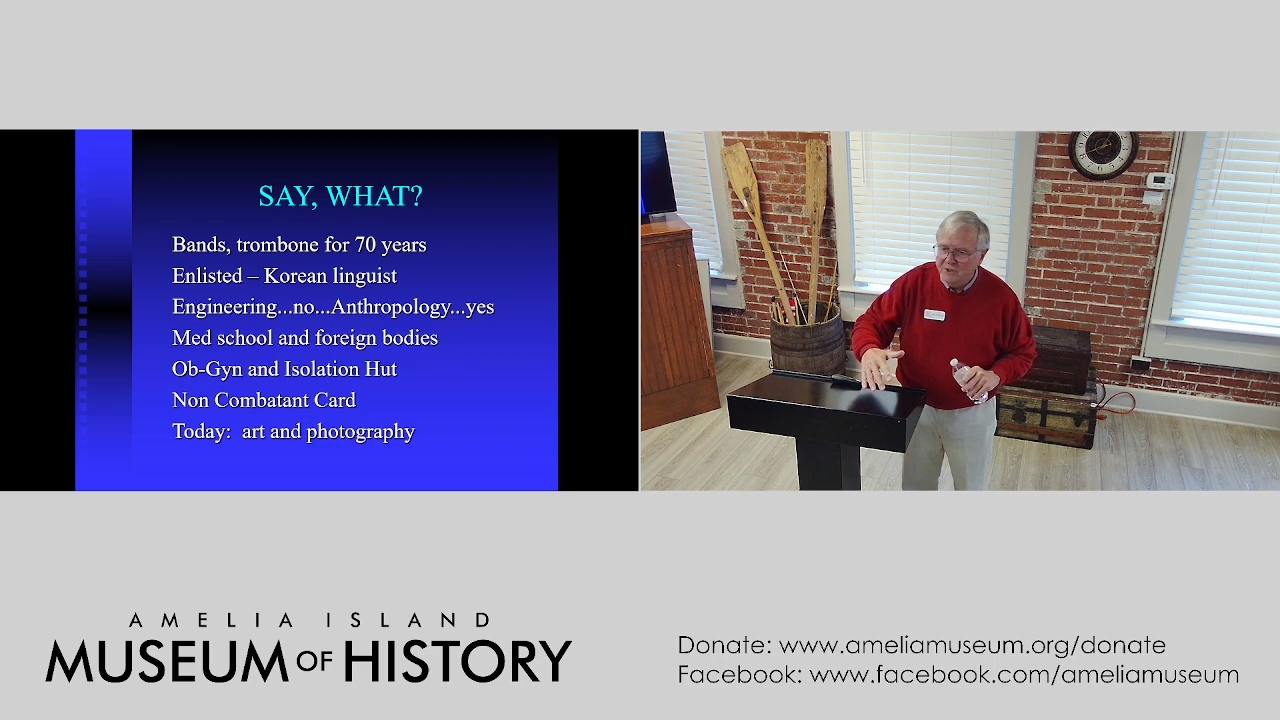 SAY, WHAT?
Bands, trombone for 70 years
Enlisted – Korean linguist
Engineering...no...Anthropology...yes
Med school and foreign bodies
Ob-Gyn and Isolation Hut
Non Combatant Card
Today:  art and photography
AMELIA ISLAND
MUSEUM OF HISTORY
Donate: www.ameliamuseum.org/donate
Facebook: www.facebook.com/ameliamuseum